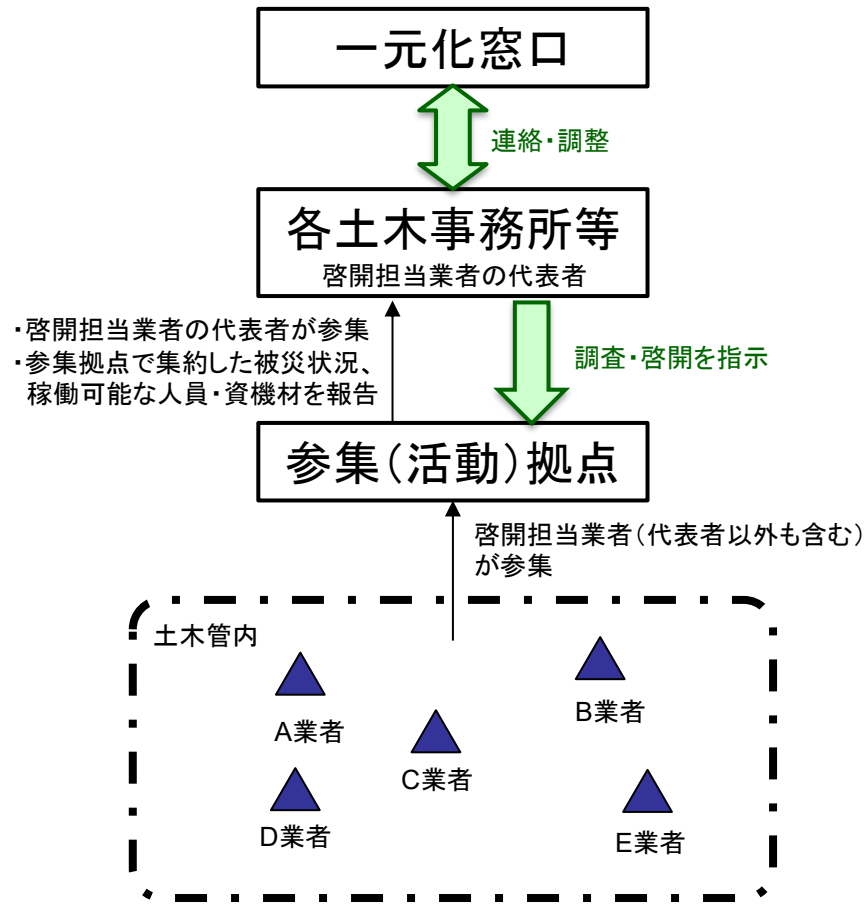 一元化窓口
連絡・調整
各土木事務所等
啓開担当業者の代表者
・啓開担当業者の代表者が参集
・参集拠点で集約した被災状況、
稼働可能な人員・資機材を報告
調査・啓開を指示
参集（活動）拠点
啓開担当業者（代表者以外も含む）
が参集
土木管内
A業者
B業者
C業者
D業者
E業者